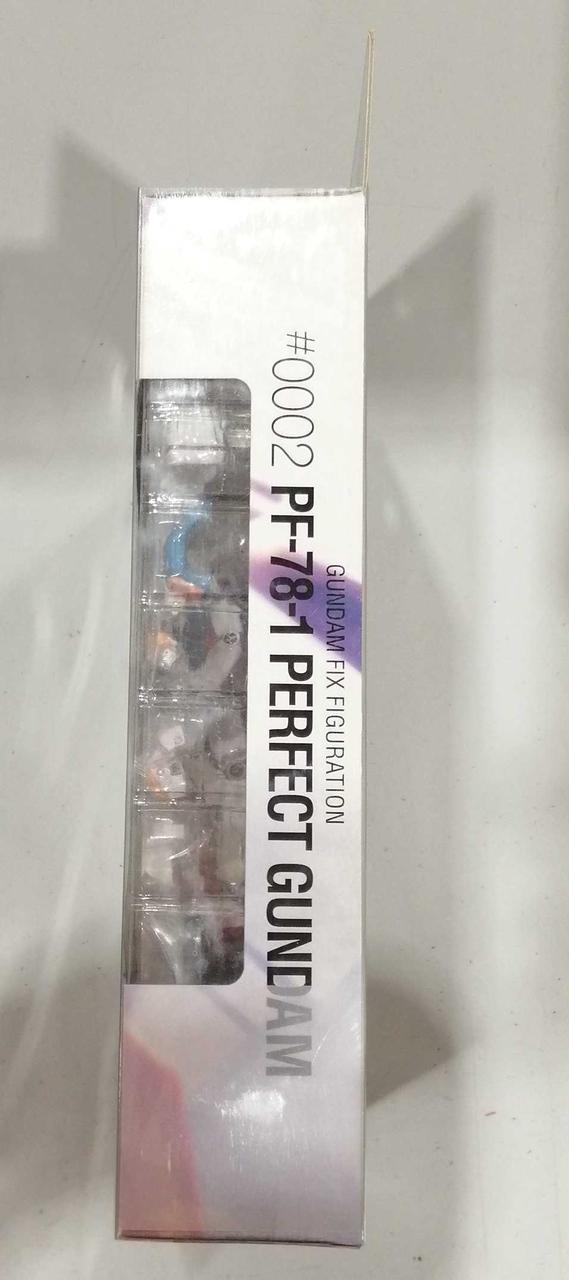 GUNDAM FIX FIGURATION
#0002 PF-78-1 PERFECT GUNDAM